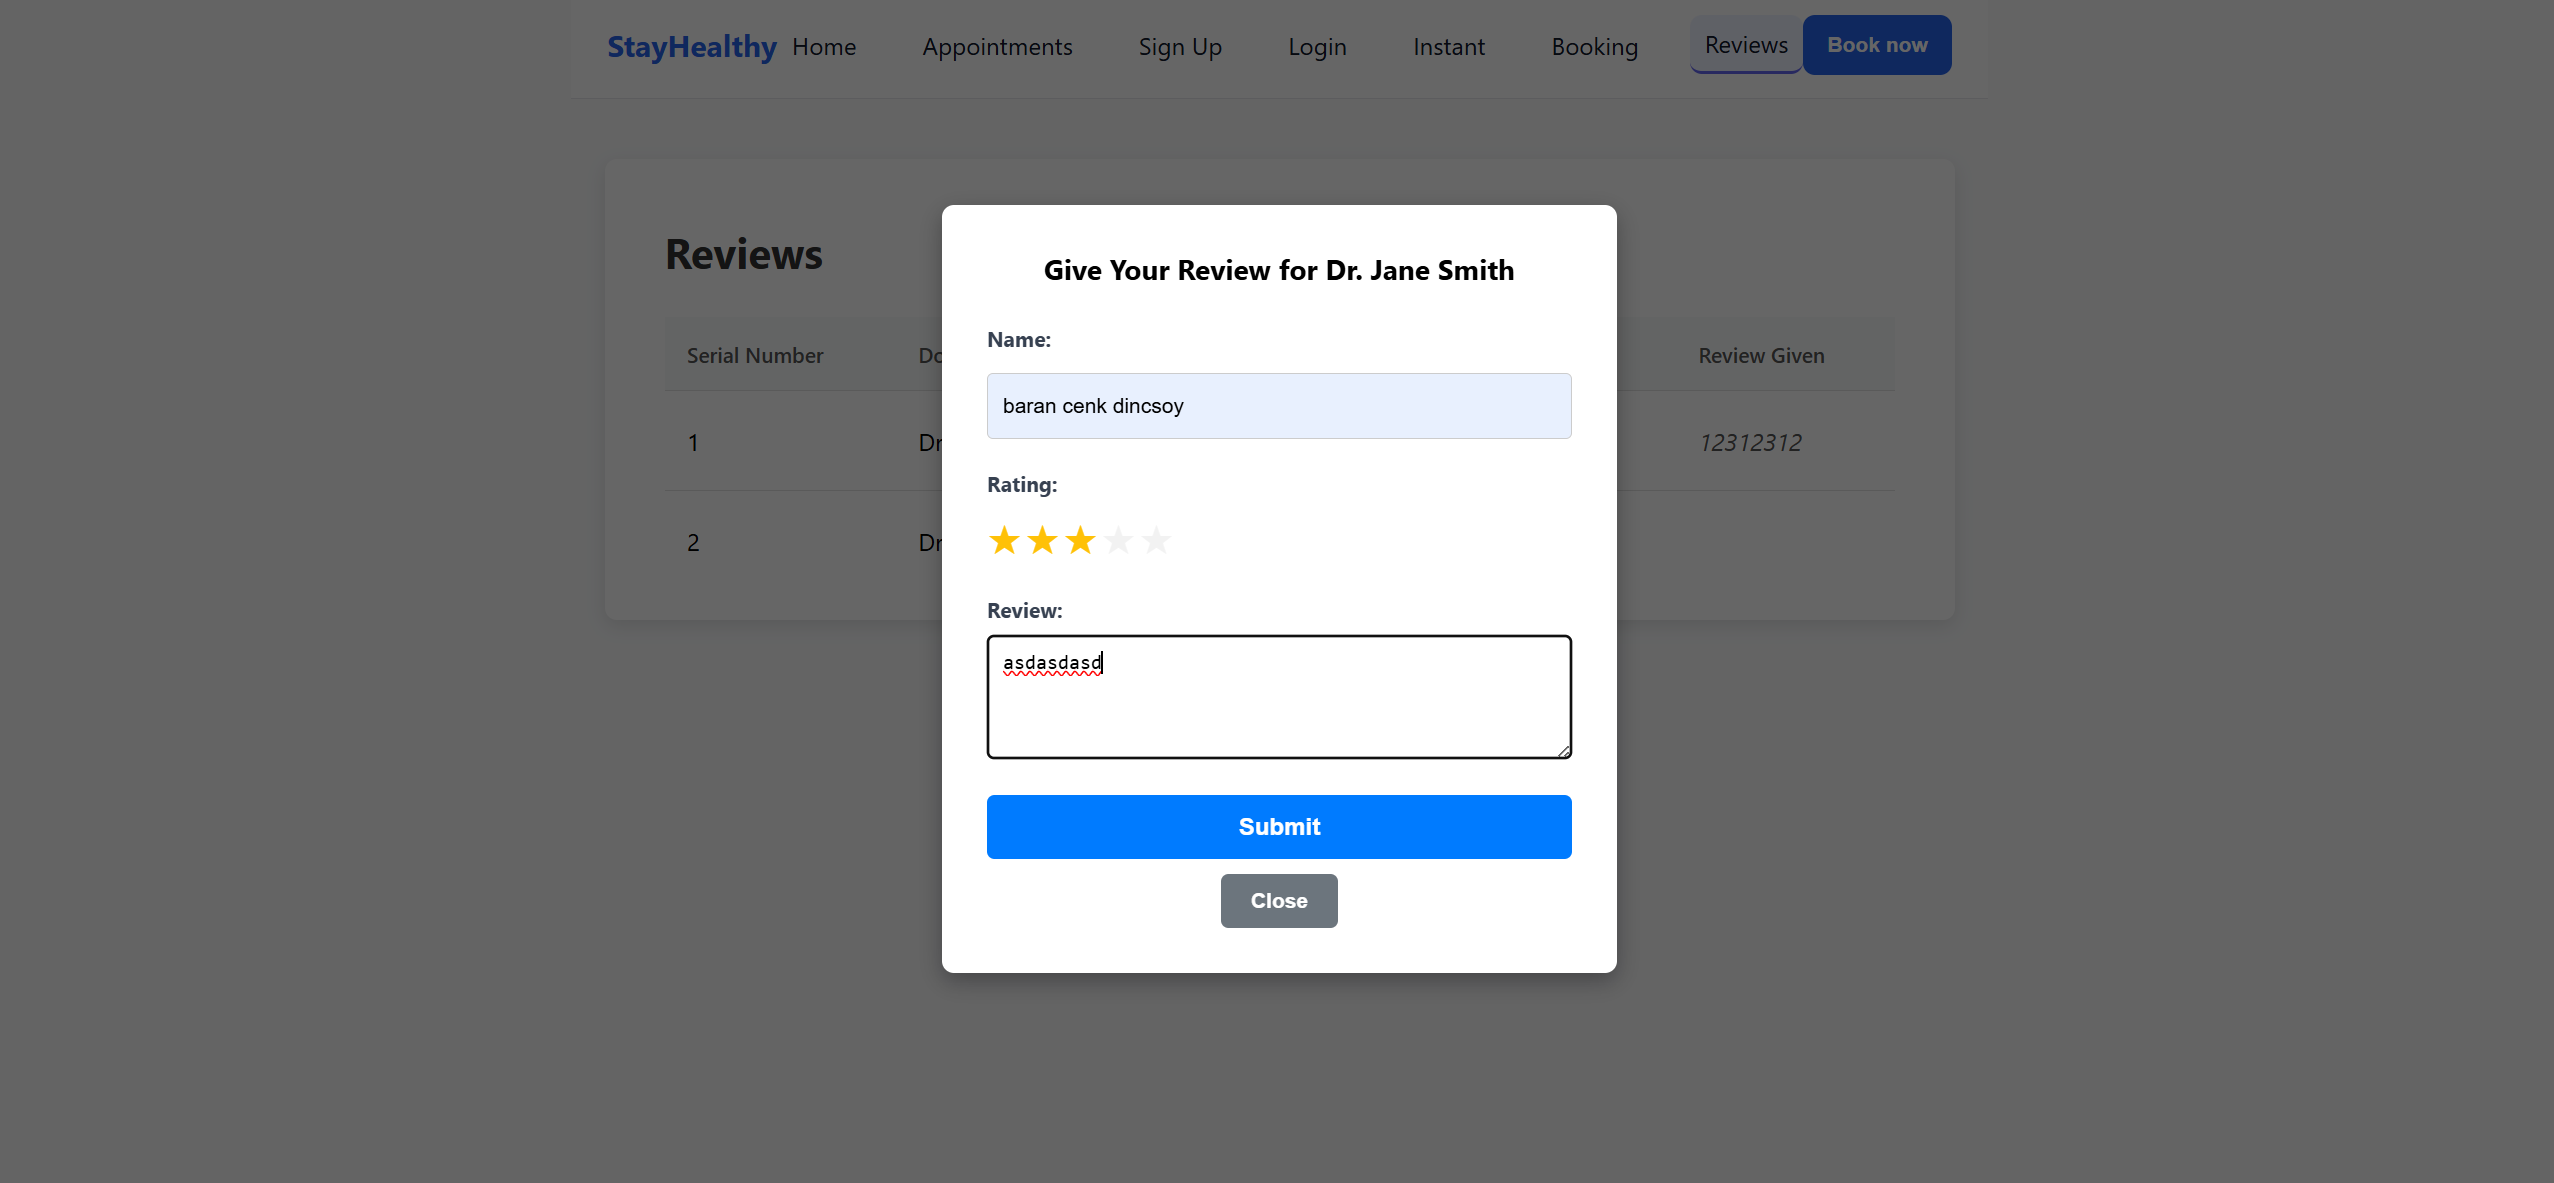 StayHealthy Home Appointments Sign Up Login Instant Booking Reviews Book now
Reviews
Give Your Review for Dr. Jane Smith
Name:
Serial Number Do Review Given
baran cenk dincsoy
1 Dr 12312312
Rating:
2 Dr
Review:
asdasdasd
Submit
Close